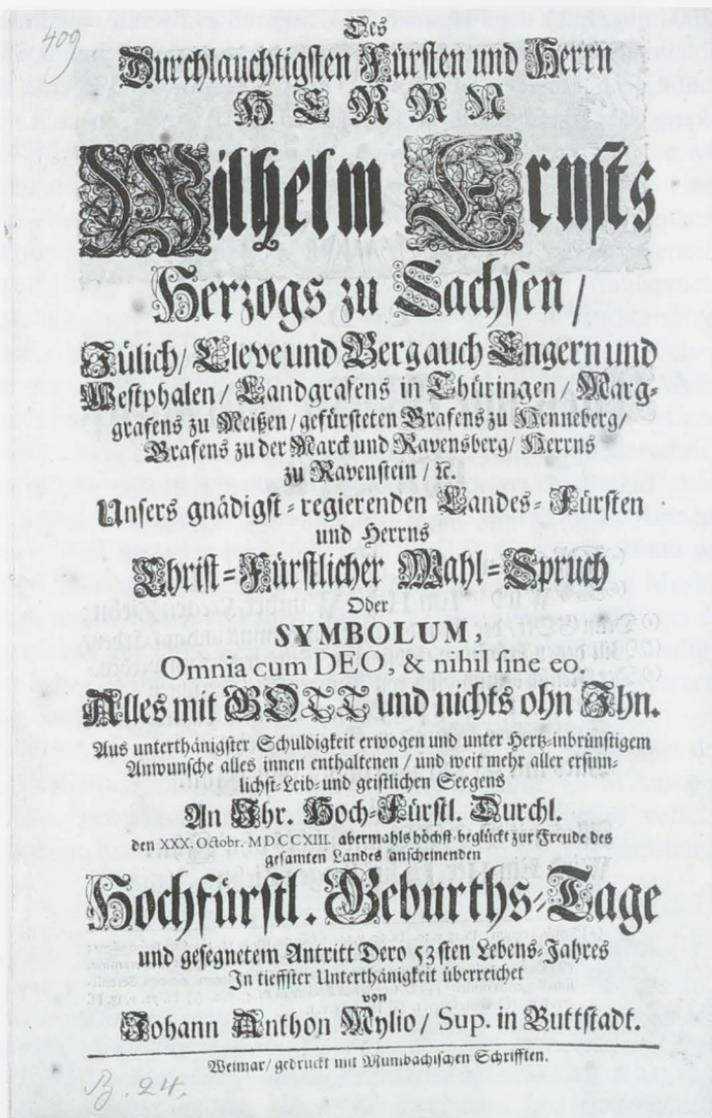 409
Des
Durchlauchtigsten Fürsten und Herrn
HERRN
Wilhelm Ernsts
Herzogs zu Sachsen/
Jülich/ Cleve und Berg auch Engern und
Westphalen/ Landgrafens in Thüringen/ Marg-
grafens zu Meißen/ gefürsteten Grafens zu Henneberg/
Grafens zu der Marck und Ravensberg/ Herrns
zu Ravenstein/ ꝛc.
Unsers gnädigst-regierenden Landes-Fürsten
und Herrns
Christ-Fürstlicher Wahl-Spruch
Oder
SYMBOLUM,
Omnia cum DEO, & nihil sine eo.
Alles mit GOTT und nichts ohn Ihn.
Aus unterthänigster Schuldigkeit erwogen und unter Hertz-inbrünstigem
Anwunsche alles innen enthaltenen/ und weit mehr aller ersinn-
lichst-Leib-und geistlichen Seegens
An Ihr. Hoch-Fürstl. Durchl.
den XXX. Octobr. MDCCXIII. abermahls höchst-beglückt zur Freude des
gesamten Landes anscheinenden
Hochfürstl. Geburths-Tage
und gesegnetem Antritt Dero 53sten Lebens-Jahres
In tieffster Unterthänigkeit überreichet
von
Johann Anthon Mylio/ Sup. in Buttstadt.
Weimar/ gedruckt mit Mumbachischen Schrifften.
B. 24.